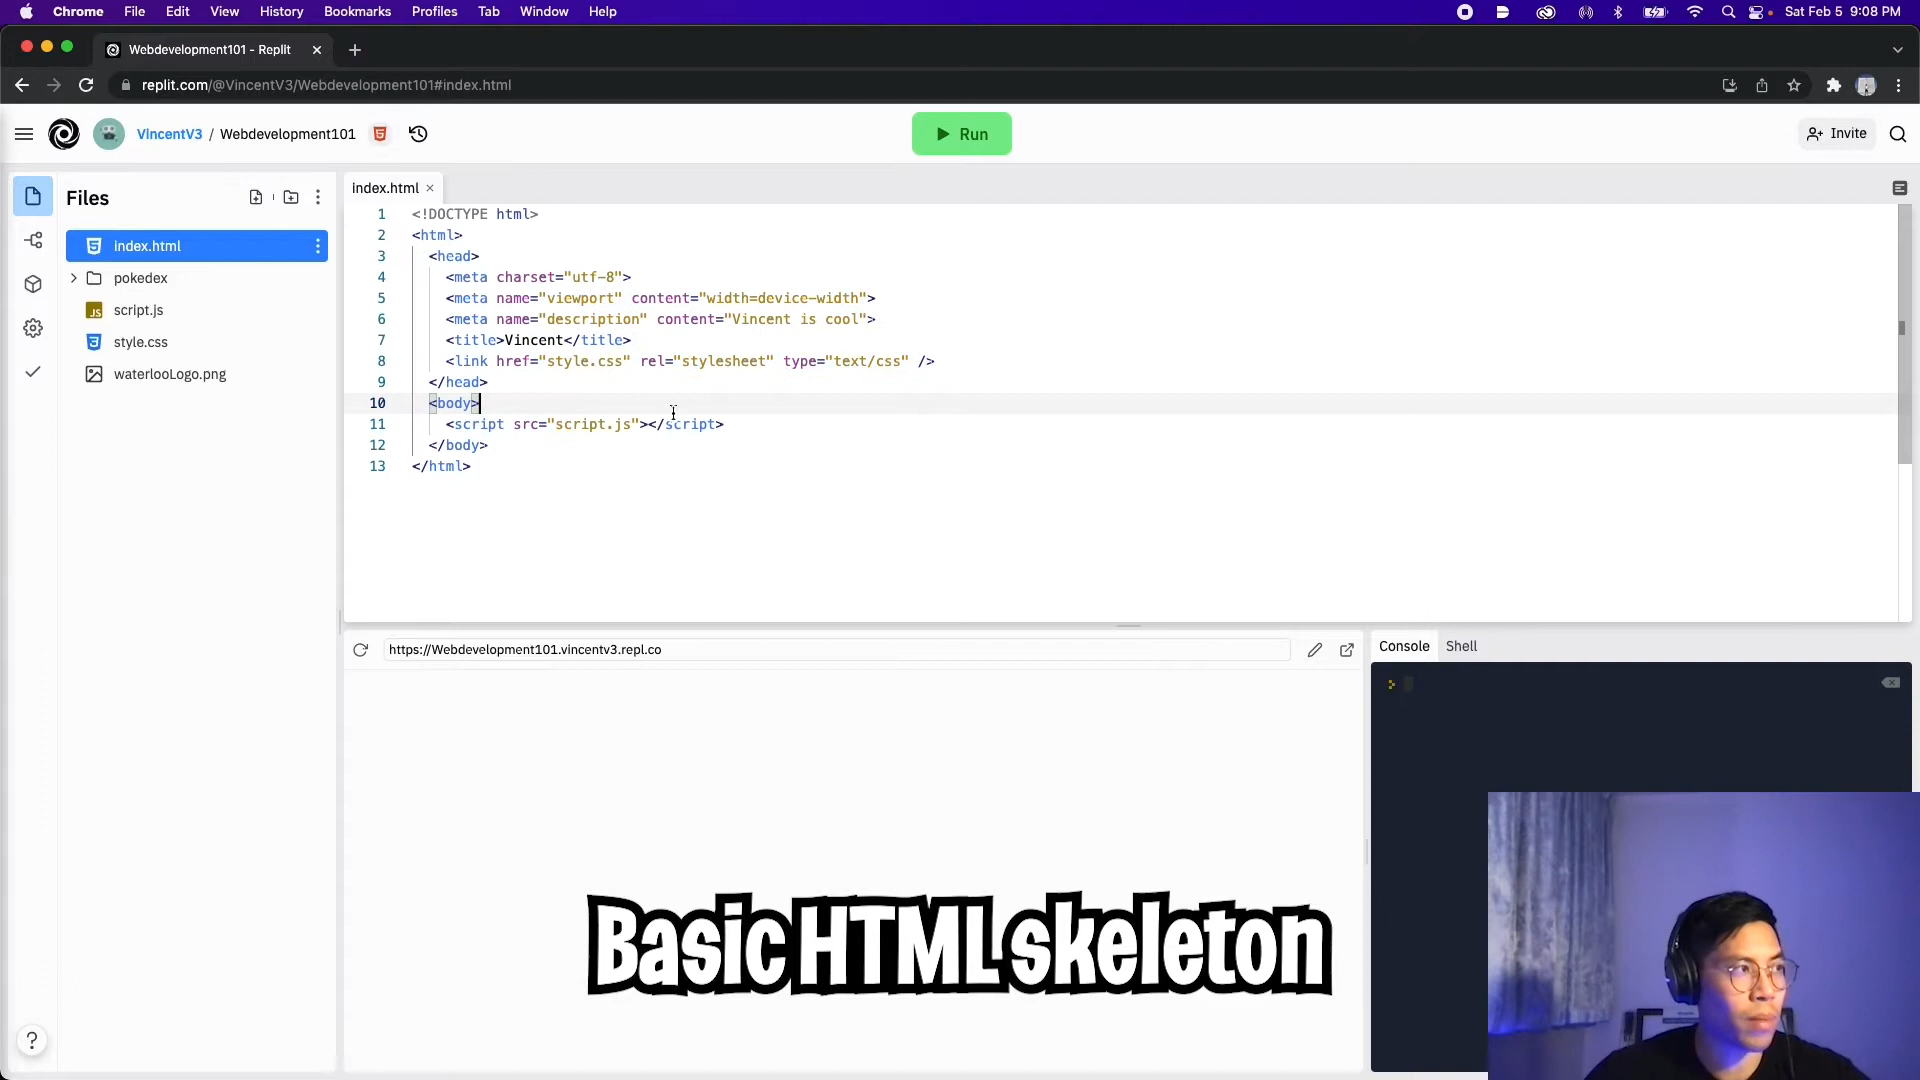 Chrome File Edit View History Bookmarks Profiles Tab Window Help Sat Feb 5 9:08 PM
Webdevelopment101 - Replit
replit.com/@VincentV3/Webdevelopment101#index.html
VincentV3 / Webdevelopment101 Run Invite
Files
index.html
pokedex
script.js
style.css
waterlooLogo.png
index.html
1 <!DOCTYPE html>
2 <html>
3 <head>
4 <meta charset="utf-8">
5 <meta name="viewport" content="width=device-width">
6 <meta name="description" content="Vincent is cool">
7 <title>Vincent</title>
8 <link href="style.css" rel="stylesheet" type="text/css" />
9 </head>
10 <body>
11 <script src="script.js"></script>
12 </body>
13 </html>
https://Webdevelopment101.vincentv3.repl.co
Console Shell
Basic HTML skeleton
?